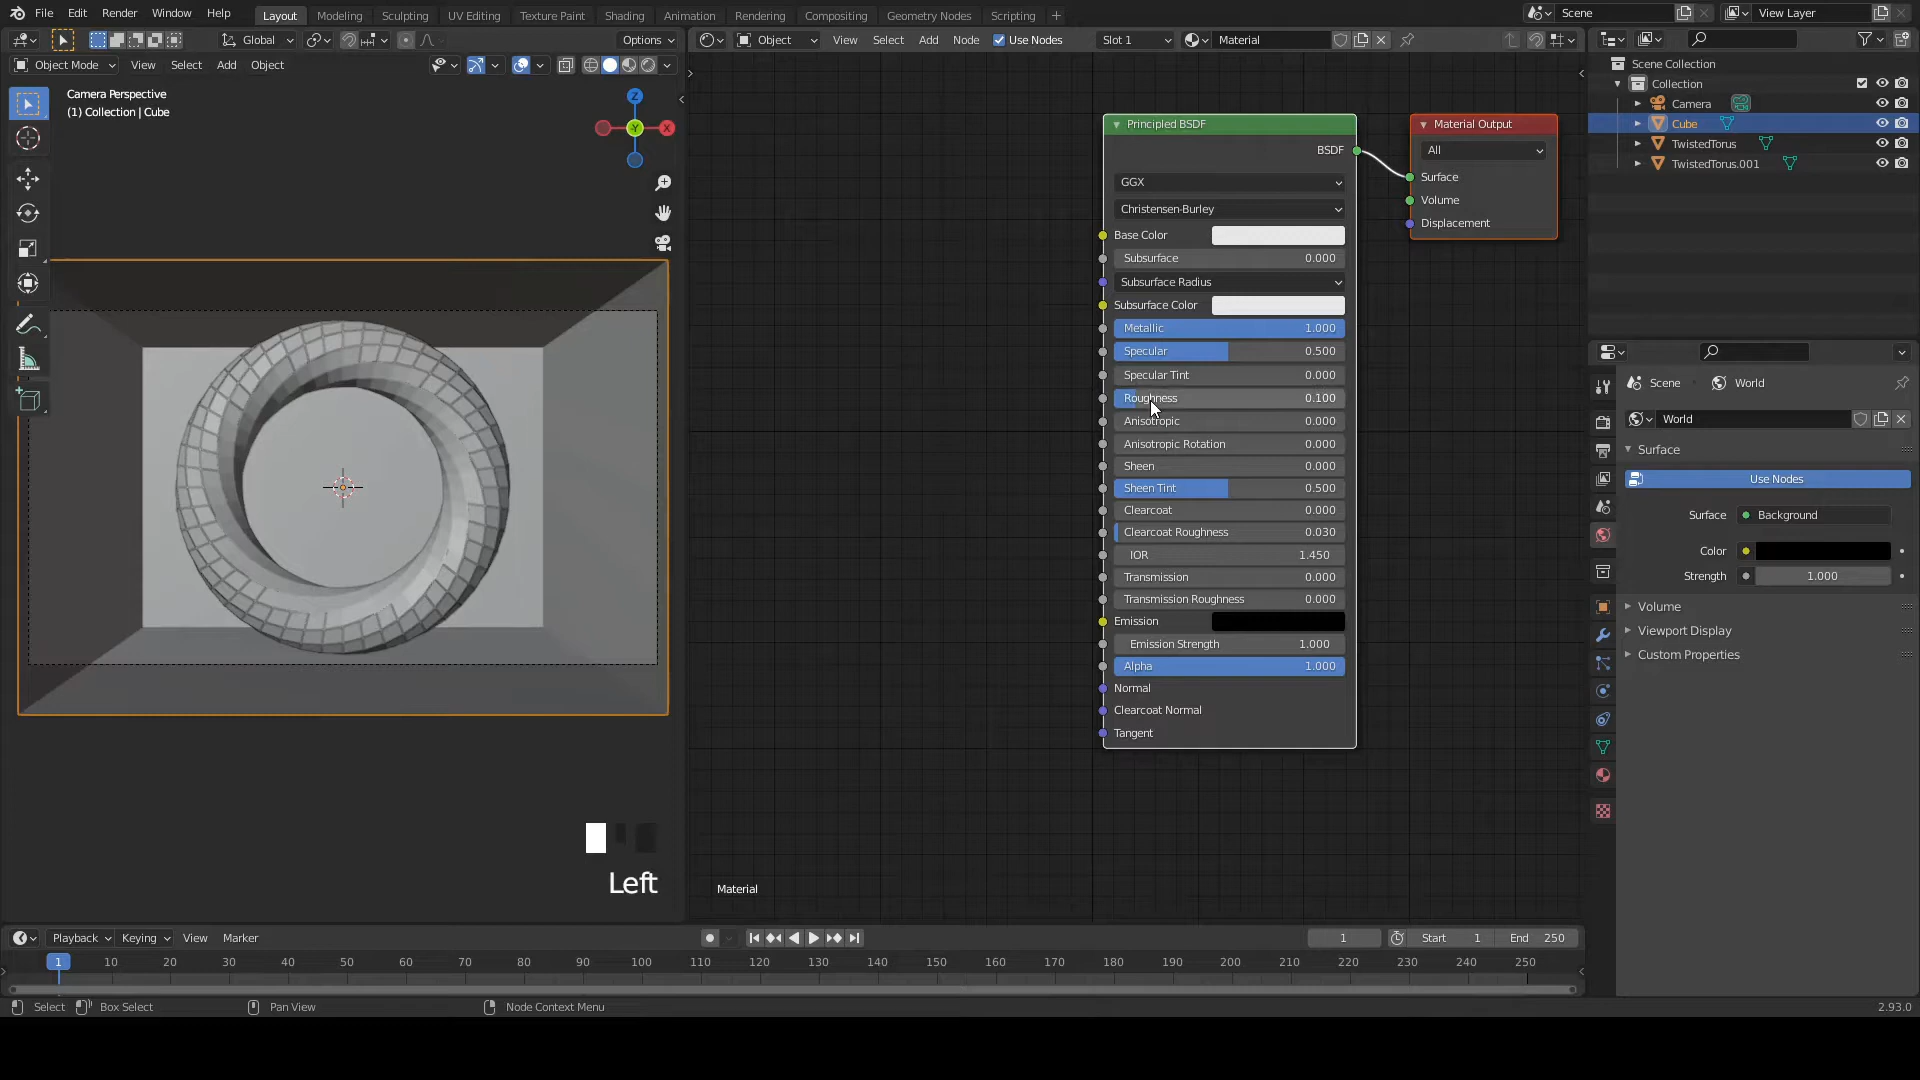 File Edit Render Window Help Layout Modeling Sculpting UV Editing Texture Paint Shading Animation Rendering Compositing Geometry Nodes Scripting + Scene View Layer
Global Options Object View Select Add Node Use Nodes Slot 1 Material
Object Mode View Select Add Object
Camera Perspective
(1) Collection | Cube
Z
Y
X
Principled BSDF
BSDF
GGX
Christensen-Burley
Base Color
Subsurface 0.000
Subsurface Radius
Subsurface Color
Metallic 1.000
Specular 0.500
Specular Tint 0.000
Roughness 0.100
Anisotropic 0.000
Anisotropic Rotation 0.000
Sheen 0.000
Sheen Tint 0.500
Clearcoat 0.000
Clearcoat Roughness 0.030
IOR 1.450
Transmission 0.000
Transmission Roughness 0.000
Emission
Emission Strength 1.000
Alpha 1.000
Normal
Clearcoat Normal
Tangent
Material Output
All
Surface
Volume
Displacement
Scene Collection
Collection
Camera
Cube
TwistedTorus
TwistedTorus.001
Scene World
World
Surface
Use Nodes
Surface Background
Color
Strength 1.000
Volume
Viewport Display
Custom Properties
Left
Material
Playback Keying View Marker 1 Start 1 End 250
1 10 20 30 40 50 60 70 80 90 100 110 120 130 140 150 160 170 180 190 200 210 220 230 240 250
Select Box Select Pan View Node Context Menu 2.93.0